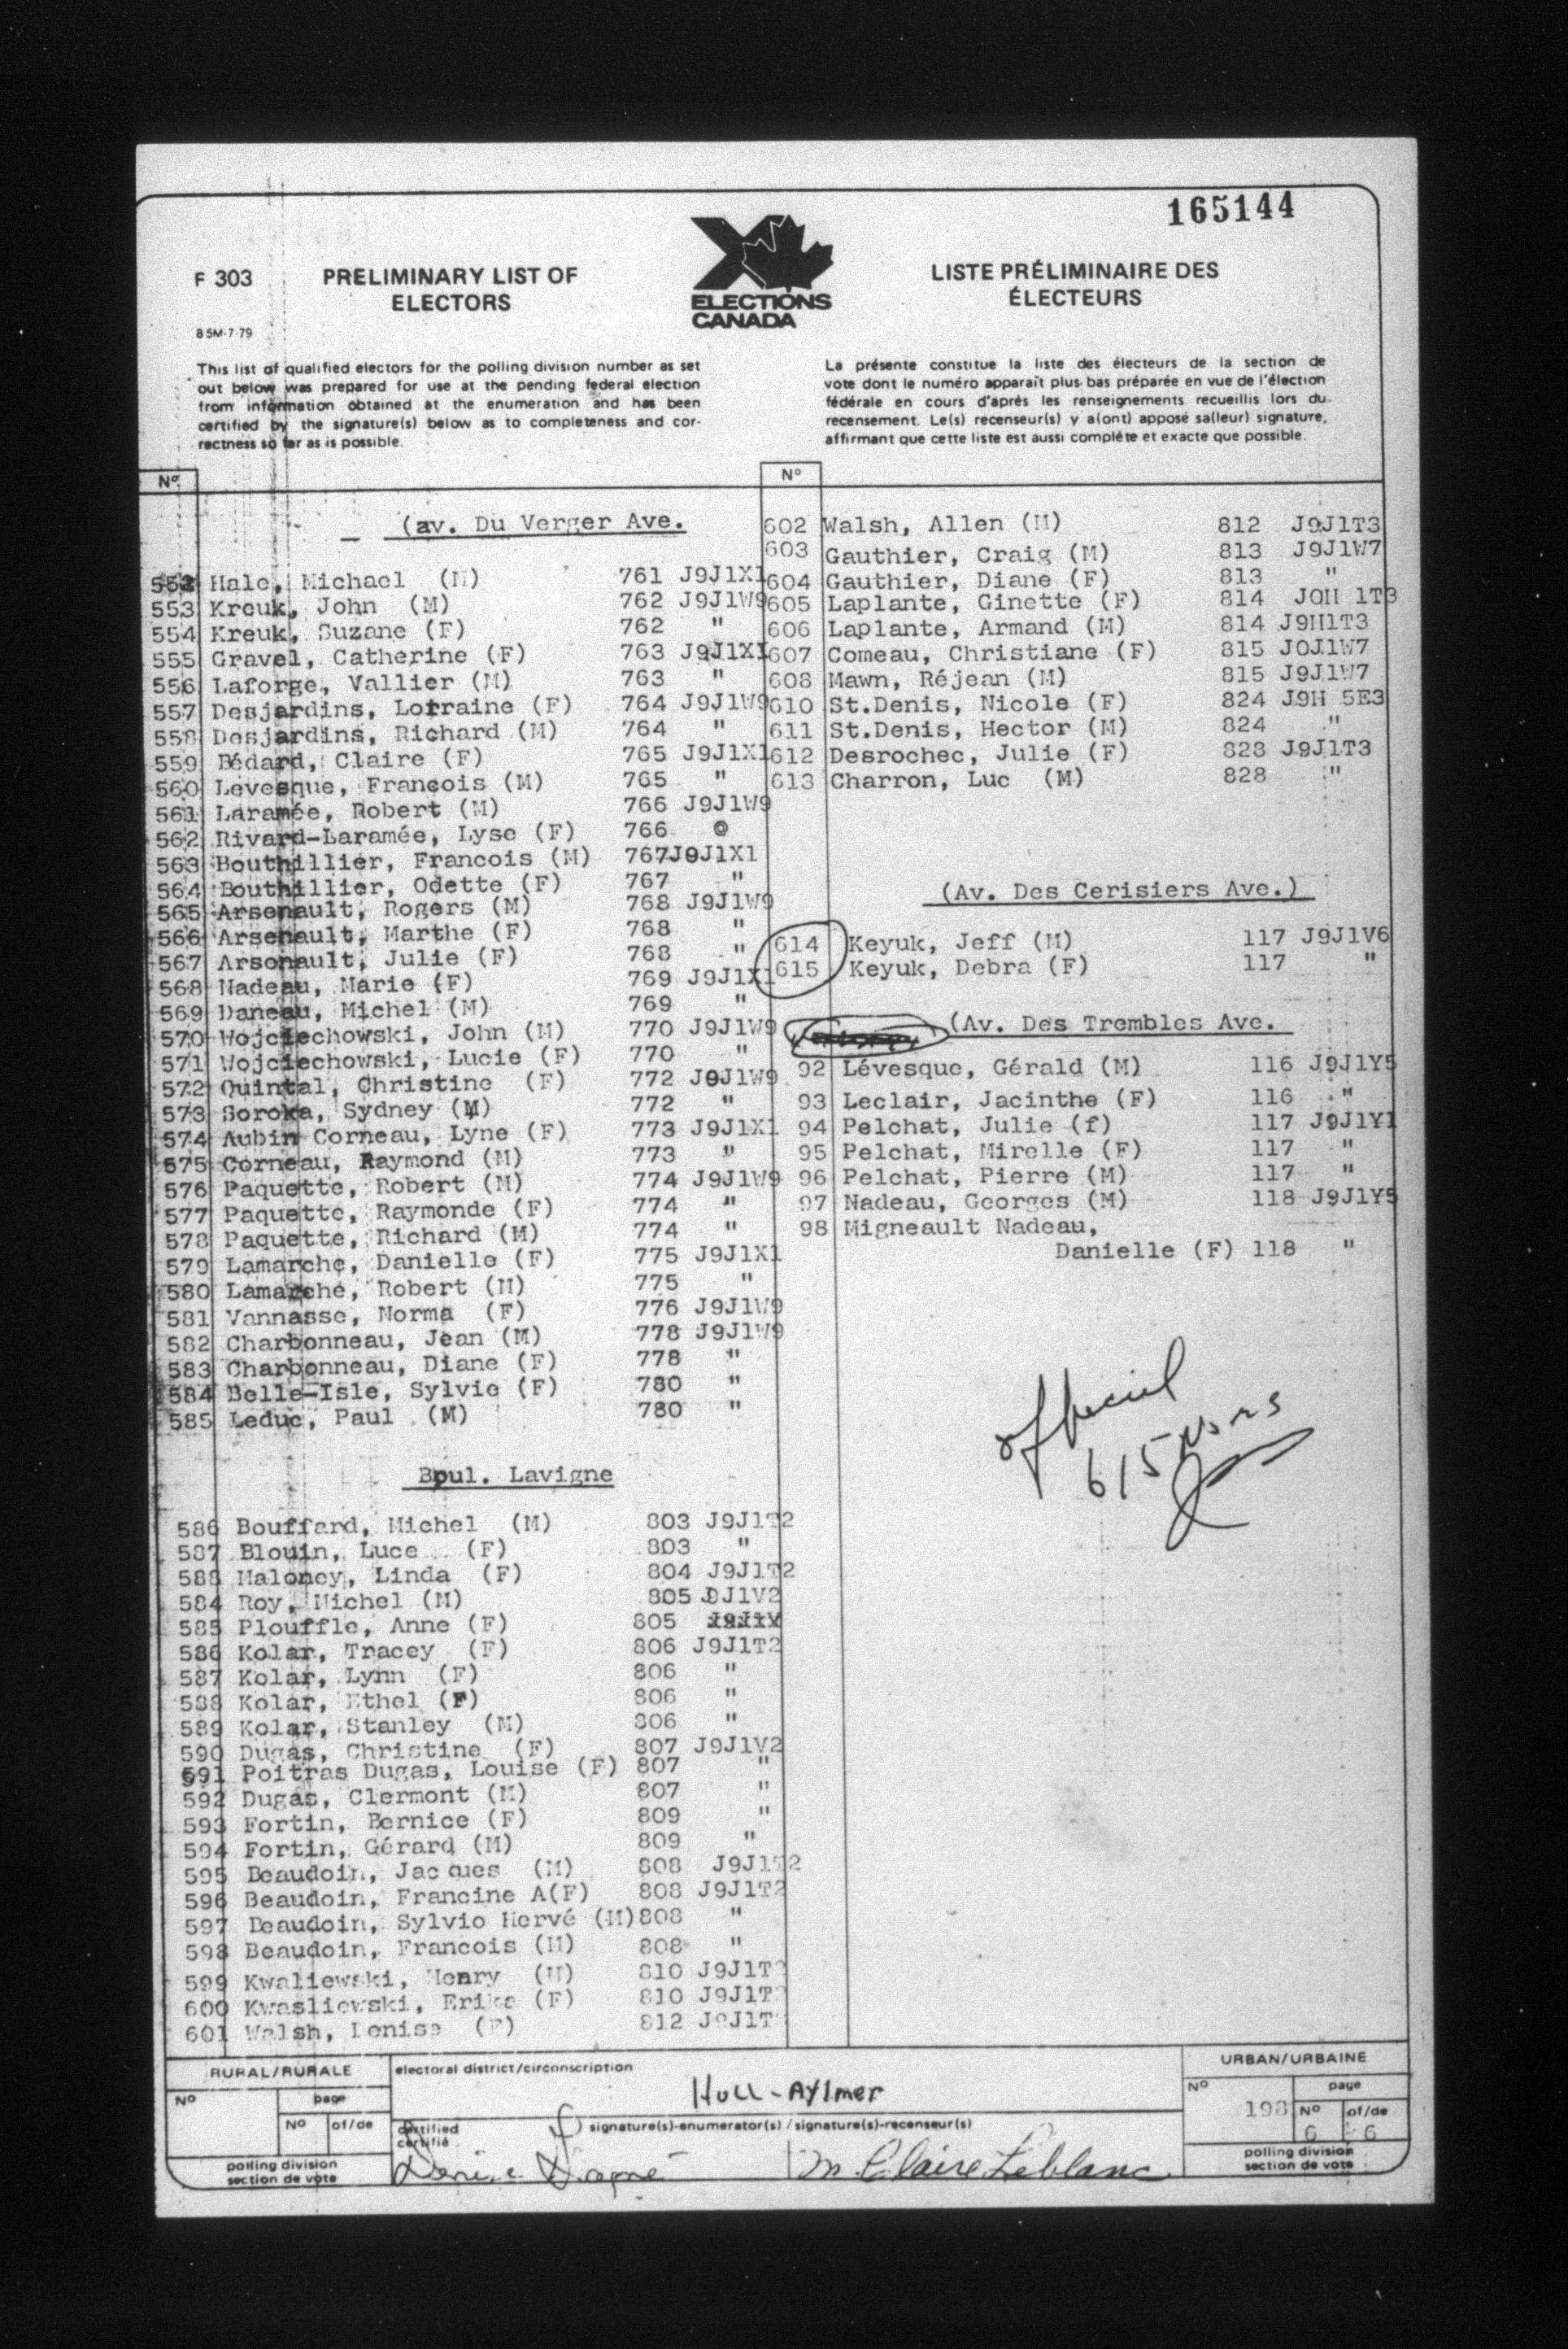 165144
F 303
PRELIMINARY LIST OF
ELECTORS
ELECTIONS
CANADA
LISTE PRÉLIMINAIRE DES
ÉLECTEURS
85M-7-79
This list of qualified electors for the polling division number as set
out below was prepared for use at the pending federal election
from information obtained at the enumeration and has been
certified by the signature(s) below as to completeness and cor-
rectness so far as is possible.
La présente constitue la liste des électeurs de la section de
vote dont le numéro apparaît plus bas préparée en vue de l'élection
fédérale en cours d'après les renseignements recueillis lors du
recensement. Le(s) recenseur(s) y a(ont) apposé sa(leur) signature,
affirmant que cette liste est aussi complète et exacte que possible.
Nº
(av. Du Verger Ave.
552 Hale, Michael (M) 761 J9J1X1
553 Kreuk, John (M) 762 J9J1W9
554 Kreuk, Suzane (F) 762 "
555 Gravel, Catherine (F) 763 J9J1X1
556 Laforge, Vallier (M) 763 "
557 Desjardins, Lorraine (F) 764 J9J1W9
558 Desjardins, Richard (M) 764 "
559 Bédard, Claire (F) 765 J9J1X1
560 Levesque, François (M) 765 "
561 Laramée, Robert (M) 766 J9J1W9
562 Rivard-Laramée, Lyse (F) 766
563 Bouthillier, Francois (M) 767J9J1X1
564 Bouthillier, Odette (F) 767 "
565 Arsenault, Rogers (M) 768 J9J1W9
566 Arsenault, Marthe (F) 768 "
567 Arsenault, Julie (F) 768 "
568 Nadeau, Marie (F) 769 J9J1X1
569 Daneau, Michel (M) 769 "
570 Wojciechowski, John (M) 770 J9J1W9
571 Wojciechowski, Lucie (F) 770 "
572 Quintal, Christine (F) 772 J9J1W9
573 Soroka, Sydney (M) 772 "
574 Aubin Corneau, Lyne (F) 773 J9J1X1
575 Corneau, Raymond (M) 773 "
576 Paquette, Robert (M) 774 J9J1W9
577 Paquette, Raymonde (F) 774 "
578 Paquette, Richard (M) 774 "
579 Lamarche, Danielle (F) 775 J9J1X1
580 Lamarche, Robert (M) 775 "
581 Vannasse, Norma (F) 776 J9J1W9
582 Charbonneau, Jean (M) 778 J9J1W9
583 Charbonneau, Diane (F) 778 "
584 Belle-Isle, Sylvie (F) 780 "
585 Leduc, Paul (M) 780 "
Boul. Lavigne
586 Bouffard, Michel (M) 803 J9J1T2
587 Blouin, Luce (F) 803 "
588 Maloney, Linda (F) 804 J9J1T2
584 Roy, Michel (M) 805 J9J1V2
585 Plouffle, Anne (F) 805
586 Kolar, Tracey (F) 806 J9J1T2
587 Kolar, Lynn (F) 806 "
588 Kolar, Ethel (F) 806 "
589 Kolar, Stanley (M) 806 "
590 Dugas, Christine (F) 807 J9J1V2
591 Poitras Dugas, Louise (F) 807 "
592 Dugas, Clermont (M) 807 "
593 Fortin, Bernice (F) 809 "
594 Fortin, Gérard (M) 809 "
595 Beaudoin, Jacques (M) 808 J9J1T2
596 Beaudoin, Francine A(F) 808 J9J1T2
597 Beaudoin, Sylvio Hervé (M)808 "
598 Beaudoin, Francois (M) 808 "
599 Kwaliewski, Henry (M) 810 J9J1T2
600 Kwasliewski, Erika (F) 810 J9J1T2
601 Walsh, Denise (F) 812 J9J1T
Nº
602 Walsh, Allen (M) 812 J9J1T3
603 Gauthier, Craig (M) 813 J9J1W7
604 Gauthier, Diane (F) 813 "
605 Laplante, Ginette (F) 814 J0H 1T3
606 Laplante, Armand (M) 814 J9H1T3
607 Comeau, Christiane (F) 815 J0J1W7
608 Mawn, Réjean (M) 815 J9J1W7
610 St.Denis, Nicole (F) 824 J9H 5E3
611 St.Denis, Hector (M) 824 "
612 Desrochec, Julie (F) 828 J9J1T3
613 Charron, Luc (M) 828 "
(Av. Des Cerisiers Ave.)
614 Keyuk, Jeff (M) 117 J9J1V6
615 Keyuk, Debra (F) 117 "
(Av. Des Trembles Ave.
92 Lévesque, Gérald (M) 116 J9J1Y5
93 Leclair, Jacinthe (F) 116 "
94 Pelchat, Julie (f) 117 J9J1Y1
95 Pelchat, Mirelle (F) 117 "
96 Pelchat, Pierre (M) 117 "
97 Nadeau, Georges (M) 118 J9J1Y5
98 Migneault Nadeau,
Danielle (F) 118 "
official
615
RURAL/RURALE
Nº
page
Nº of/de
polling division
section de vote
electoral district/circonscription
Hull-Aylmer
certified
certifié
signature(s)-enumerator(s) / signature(s)-recenseur(s)
M. Claire Leblanc
URBAN/URBAINE
Nº
198
page
Nº of/de
6 6
polling division
section de vote